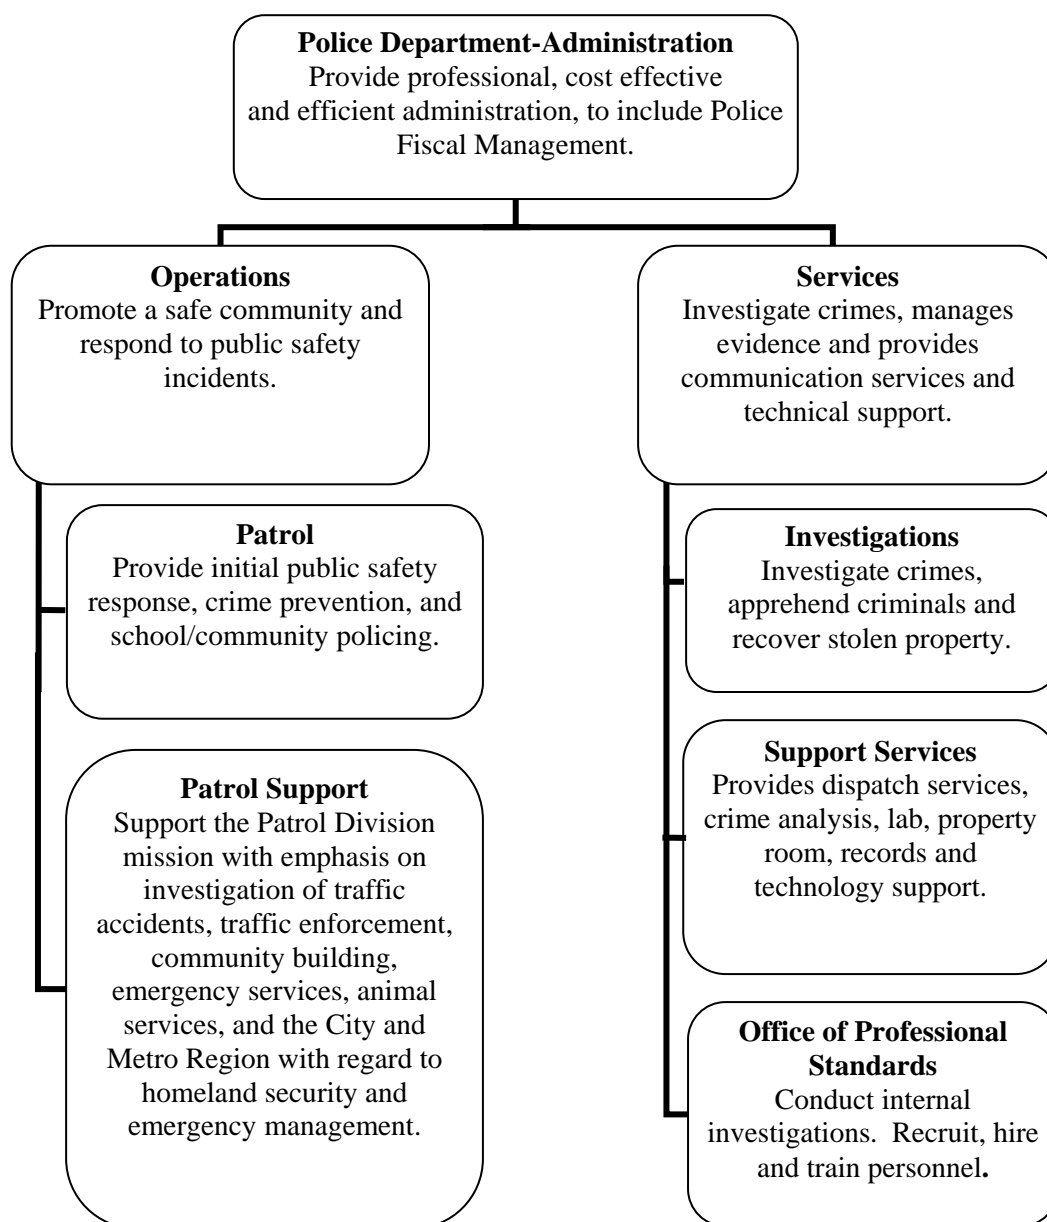 Police Department-Administration
Provide professional, cost effective
and efficient administration, to include Police
Fiscal Management.
Operations
Promote a safe community and
respond to public safety
incidents.
Services
Investigate crimes, manages
evidence and provides
communication services and
technical support.
Patrol
Provide initial public safety
response, crime prevention, and
school/community policing.
Investigations
Investigate crimes,
apprehend criminals and
recover stolen property.
Patrol Support
Support the Patrol Division
mission with emphasis on
investigation of traffic
accidents, traffic enforcement,
community building,
emergency services, animal
services, and the City and
Metro Region with regard to
homeland security and
emergency management.
Support Services
Provides dispatch services,
crime analysis, lab, property
room, records and
technology support.
Office of Professional
Standards
Conduct internal
investigations.  Recruit, hire
and train personnel.